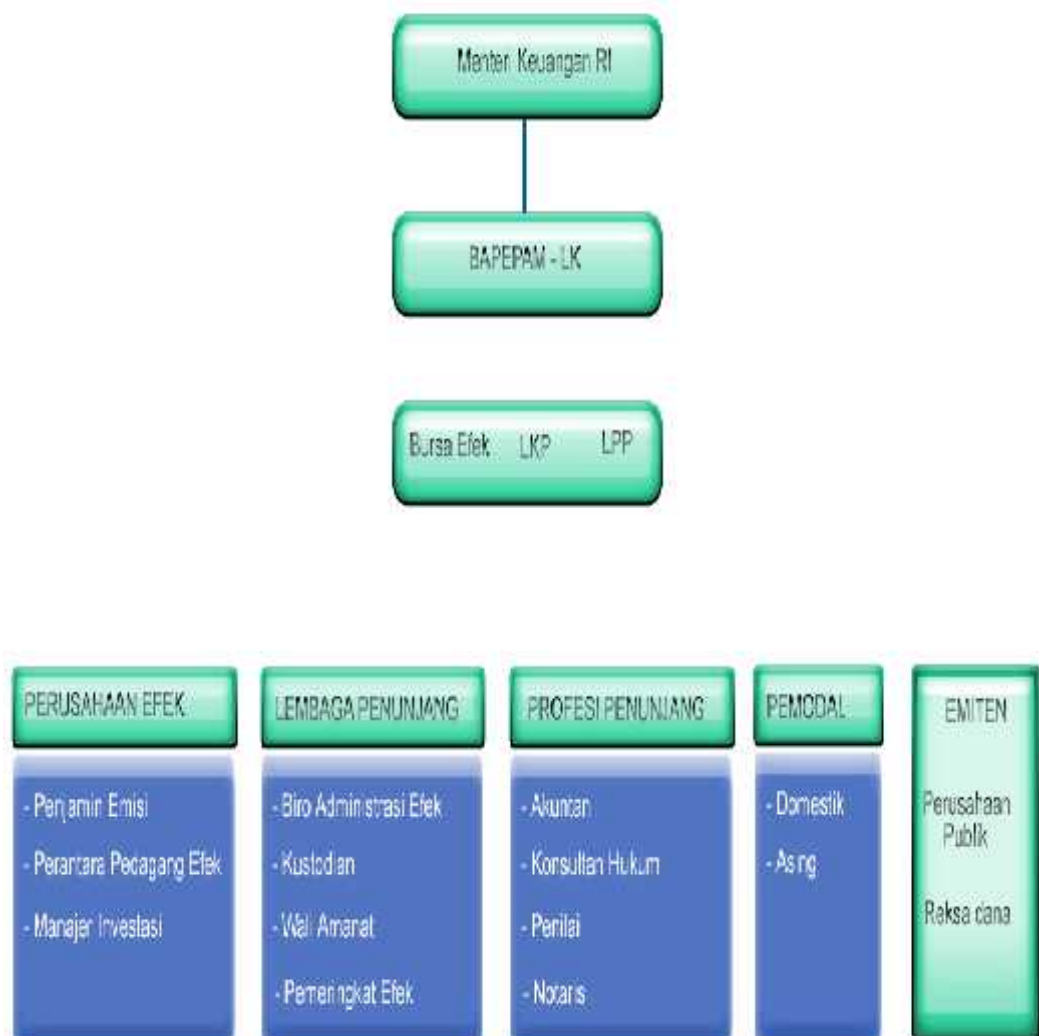 Menteri Keuangan RI
BAPEPAM - LK
Bursa Efek LKP LPP
PERUSAHAAN EFEK
- Penjamin Emisi
- Perantara Pedagang Efek
- Manajer Investasi
LEMBAGA PENUNJANG
- Biro Administrasi Efek
- Kustodian
- Wali Amanat
- Pemeringkat Efek
PROFESI PENUNJANG
- Akuntan
- Konsultan Hukum
- Penilai
- Notaris
PEMODAL
- Domestik
- Asing
EMITEN
Perusahaan
Publik
Reksa dana